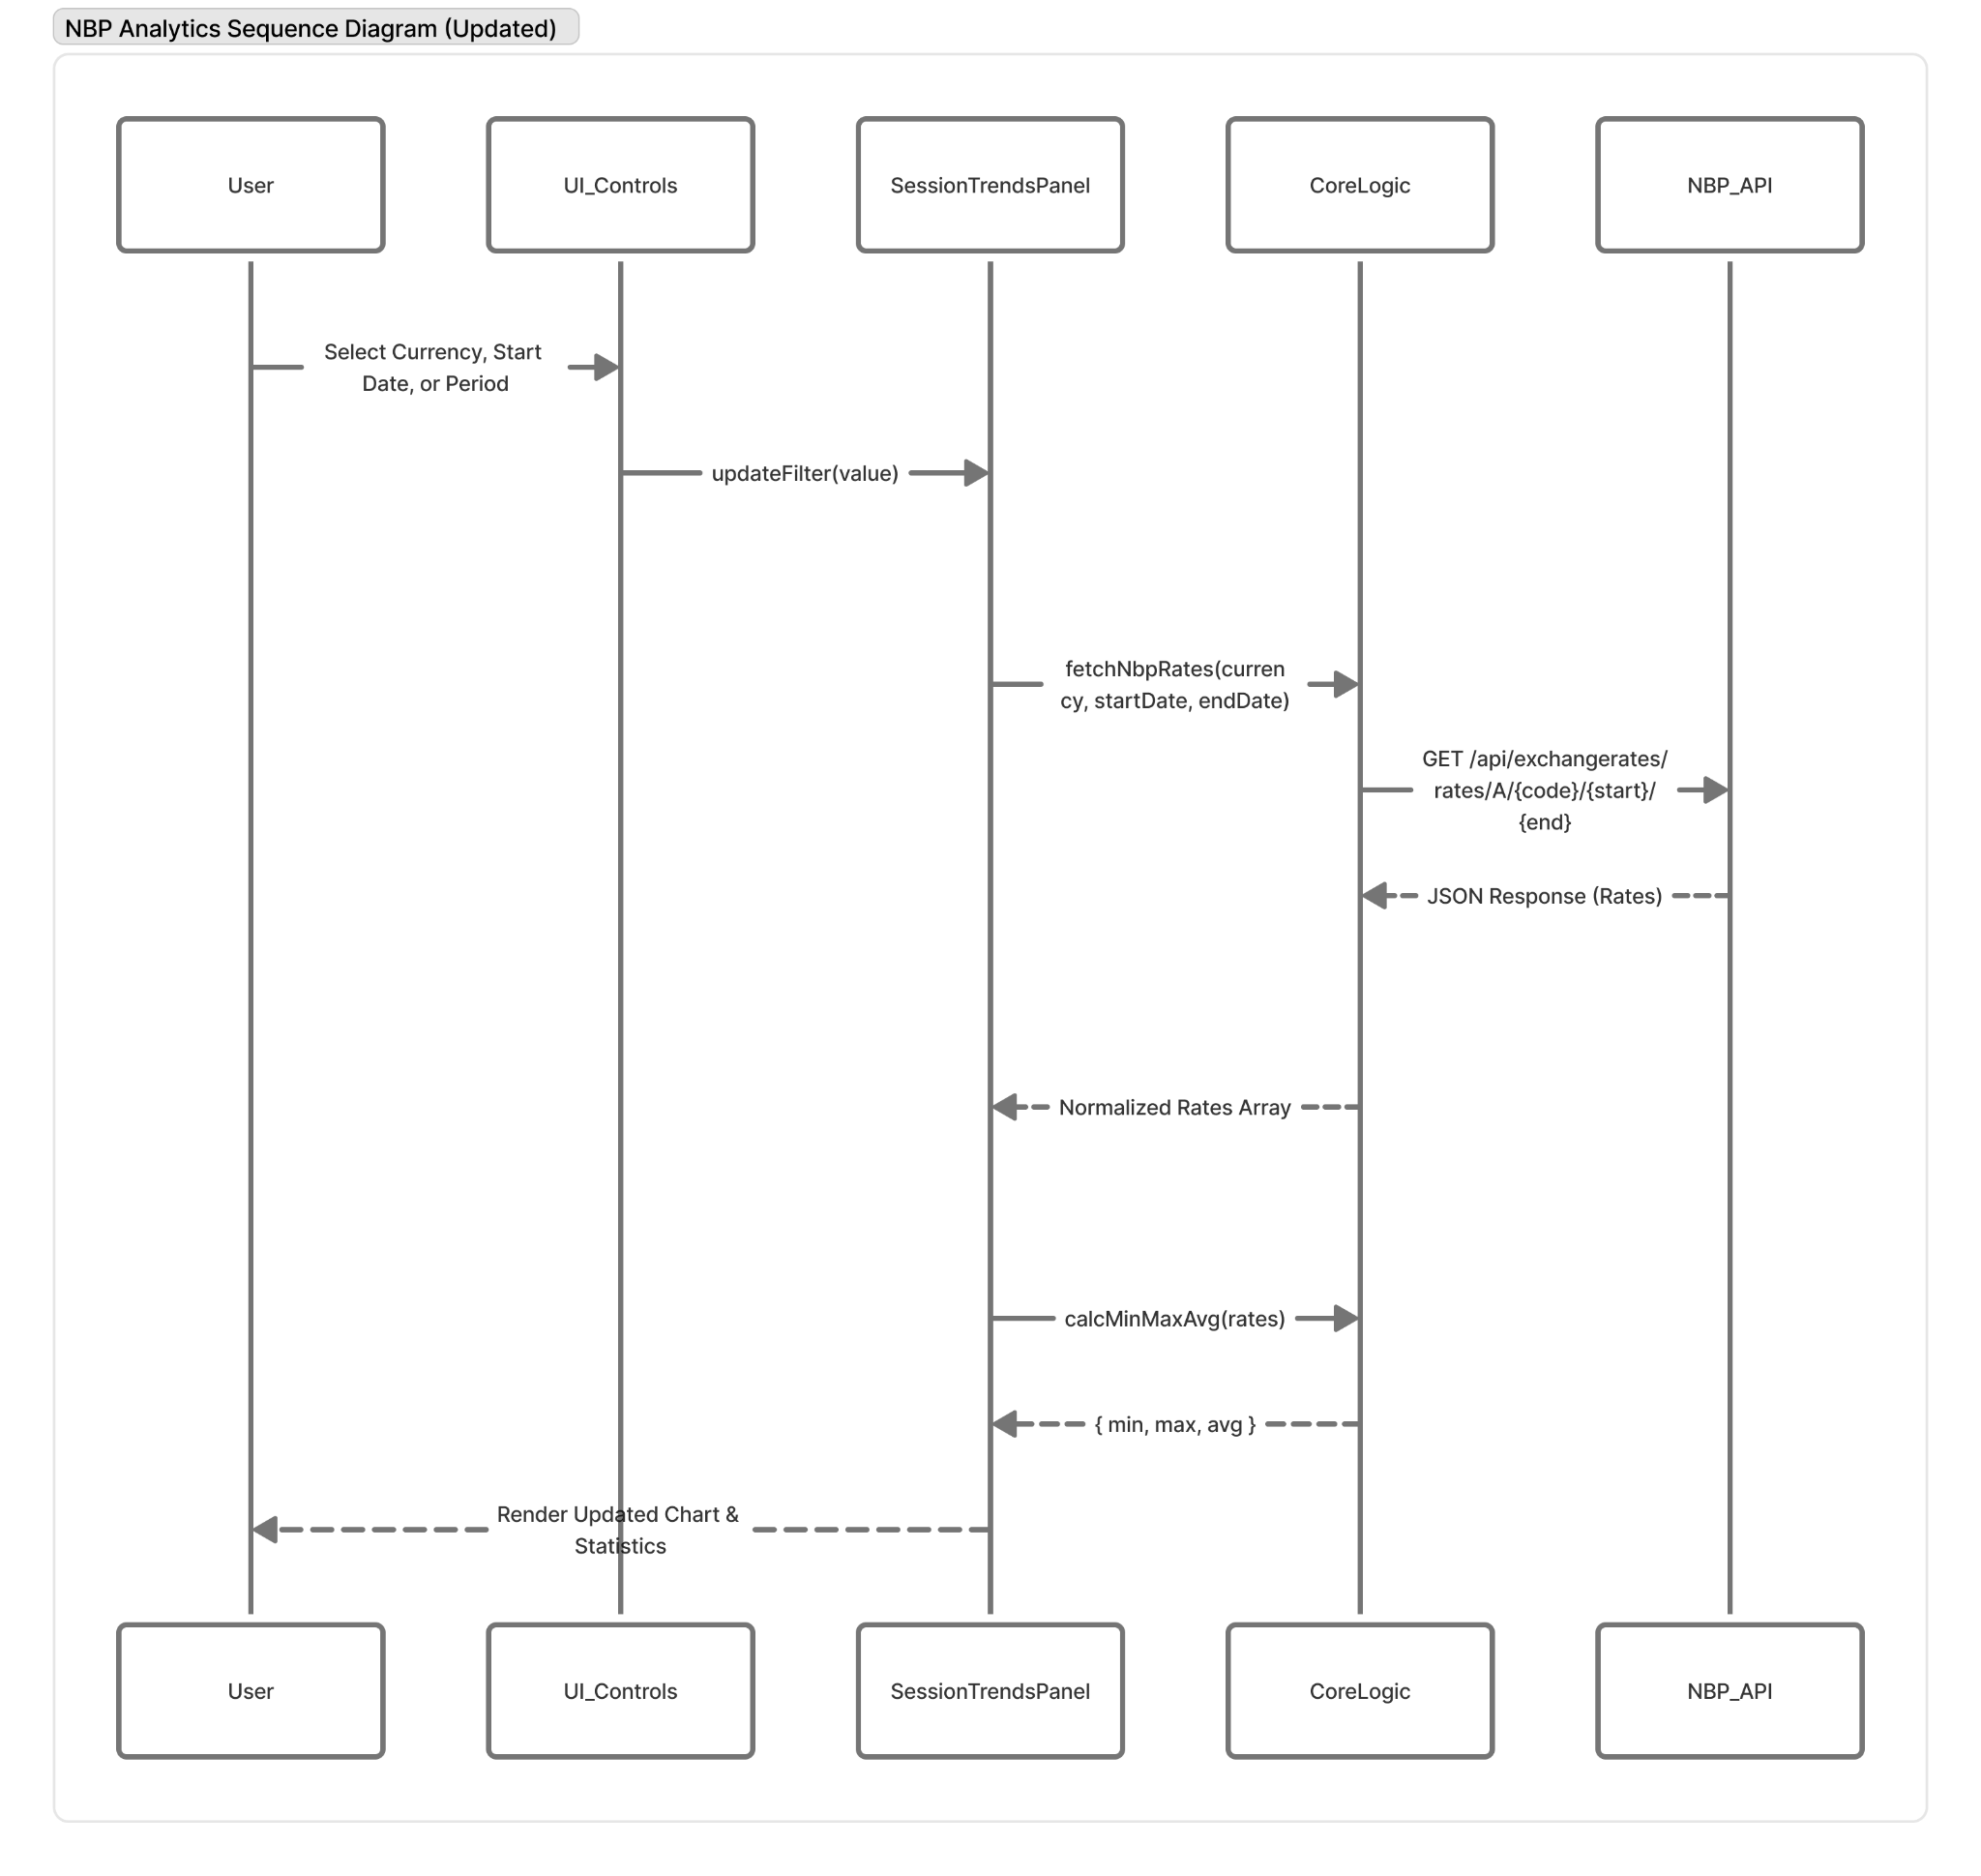 NBP Analytics Sequence Diagram (Updated)
User
UI_Controls
SessionTrendsPanel
CoreLogic
NBP_API
Select Currency, Start
Date, or Period
updateFilter(value)
fetchNbpRates(curren
cy, startDate, endDate)
GET /api/exchangerates/
rates/A/{code}/{start}/
{end}
JSON Response (Rates)
Normalized Rates Array
calcMinMaxAvg(rates)
{ min, max, avg }
Render Updated Chart &
Statistics
User
UI_Controls
SessionTrendsPanel
CoreLogic
NBP_API